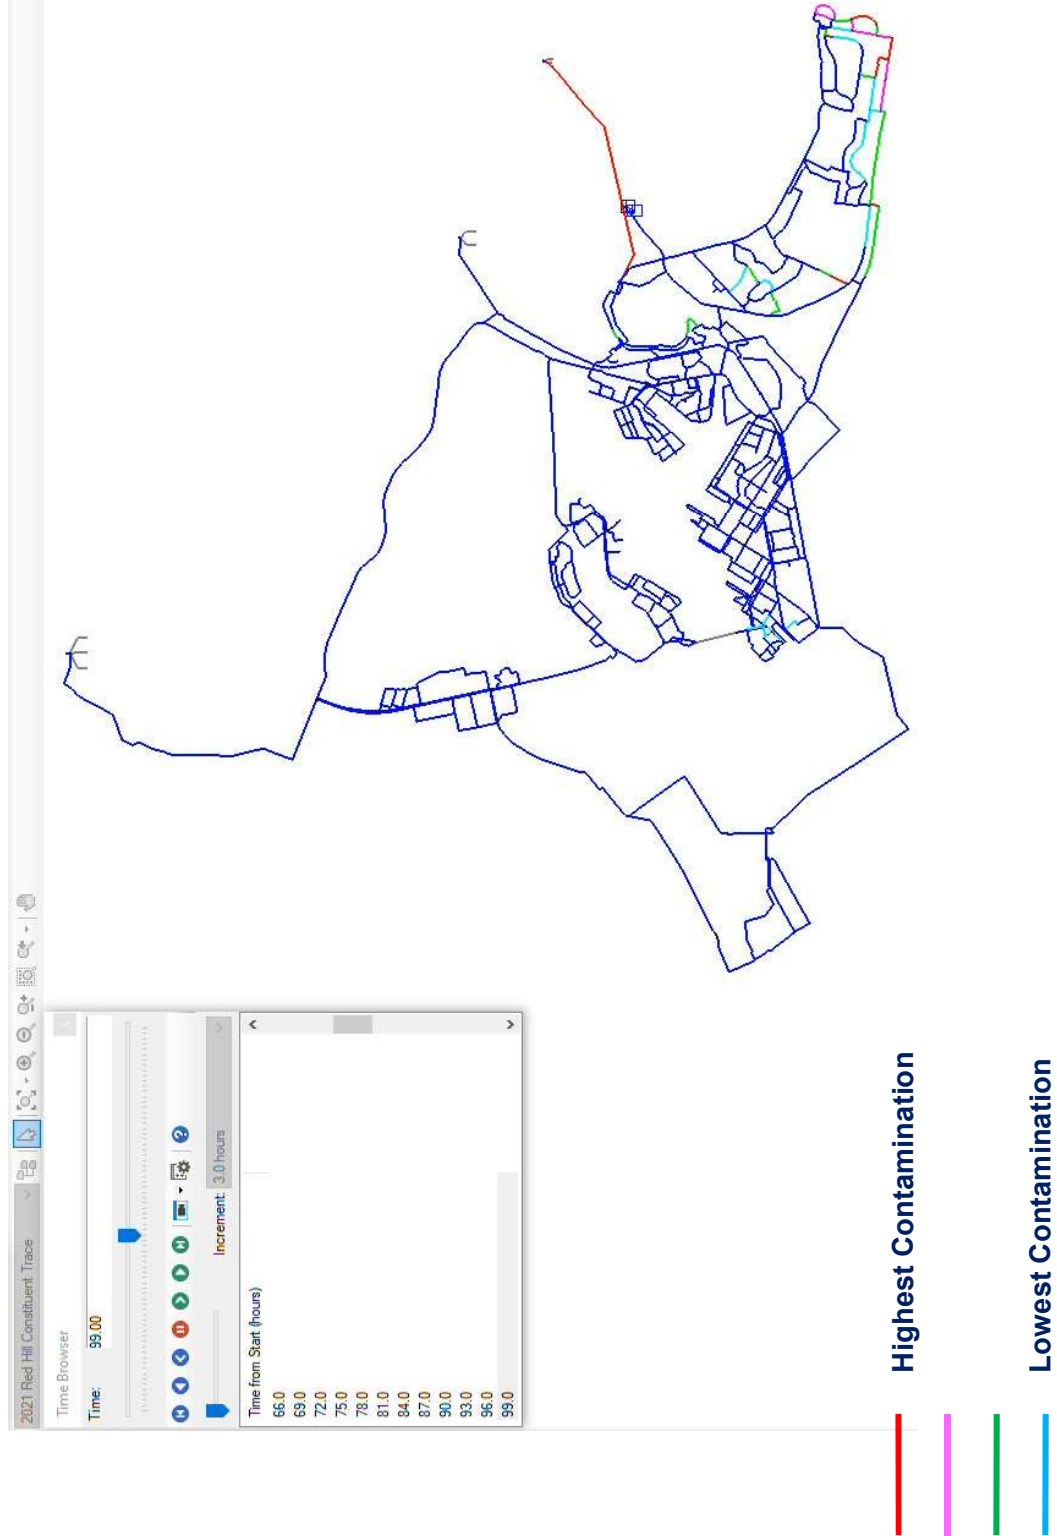 2021 Red Hill Constituent Trace
Time Browser
Time: 99.00
Increment: 3.0 hours
Time from Start (hours)
66.0
69.0
72.0
75.0
78.0
81.0
84.0
87.0
90.0
93.0
96.0
99.0
Highest Contamination
Lowest Contamination